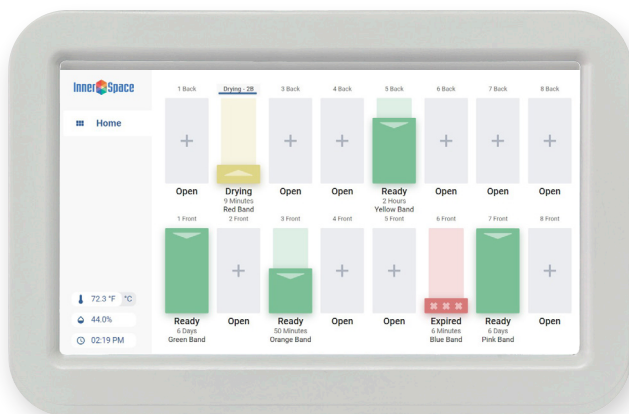 InnerSpace
Home
1 Back
Drying - 2B
3 Back
4 Back
5 Back
6 Back
7 Back
8 Back
Open
Drying
9 Minutes
Red Band
Open
Open
Ready
2 Hours
Yellow Band
Open
Open
Open
1 Front
2 Front
3 Front
4 Front
5 Front
6 Front
7 Front
8 Front
Ready
6 Days
Green Band
Open
Ready
50 Minutes
Orange Band
Open
Open
Expired
6 Minutes
Blue Band
Ready
6 Days
Pink Band
Open
72.3 °F °C
44.0%
02:19 PM